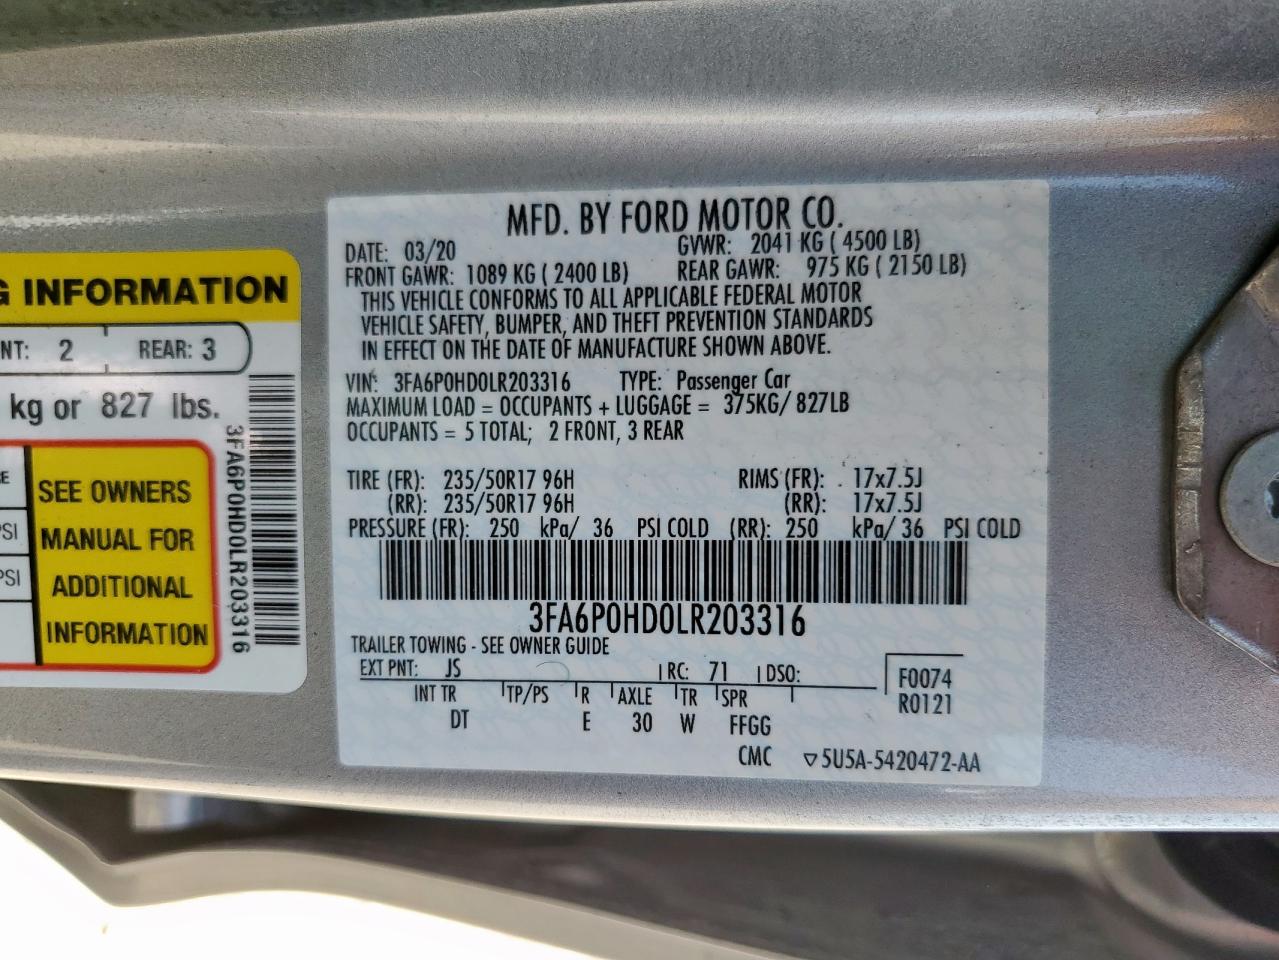 MFD. BY FORD MOTOR CO.
DATE: 03/20 GVWR: 2041 KG ( 4500 LB)
FRONT GAWR: 1089 KG ( 2400 LB) REAR GAWR: 975 KG ( 2150 LB)
THIS VEHICLE CONFORMS TO ALL APPLICABLE FEDERAL MOTOR
VEHICLE SAFETY, BUMPER, AND THEFT PREVENTION STANDARDS
IN EFFECT ON THE DATE OF MANUFACTURE SHOWN ABOVE.
VIN: 3FA6P0HD0LR203316 TYPE: Passenger Car
MAXIMUM LOAD = OCCUPANTS + LUGGAGE = 375KG/ 827LB
OCCUPANTS = 5 TOTAL; 2 FRONT, 3 REAR
TIRE (FR): 235/50R17 96H RIMS (FR): 17x7.5J
(RR): 235/50R17 96H (RR): 17x7.5J
PRESSURE (FR): 250 kPa/ 36 PSI COLD (RR): 250 kPa/ 36 PSI COLD
3FA6P0HD0LR203316
TRAILER TOWING - SEE OWNER GUIDE
EXT PNT: JS RC: 71 DSO:
INT TR TP/PS R AXLE TR SPR
DT E 30 W FFGG
F0074
R0121
CMC ▽5U5A-5420472-AA
G INFORMATION
NT: 2 REAR: 3
kg or 827 lbs.
SEE OWNERS
MANUAL FOR
ADDITIONAL
INFORMATION
PSI
PSI
3FA6P0HD0LR203316